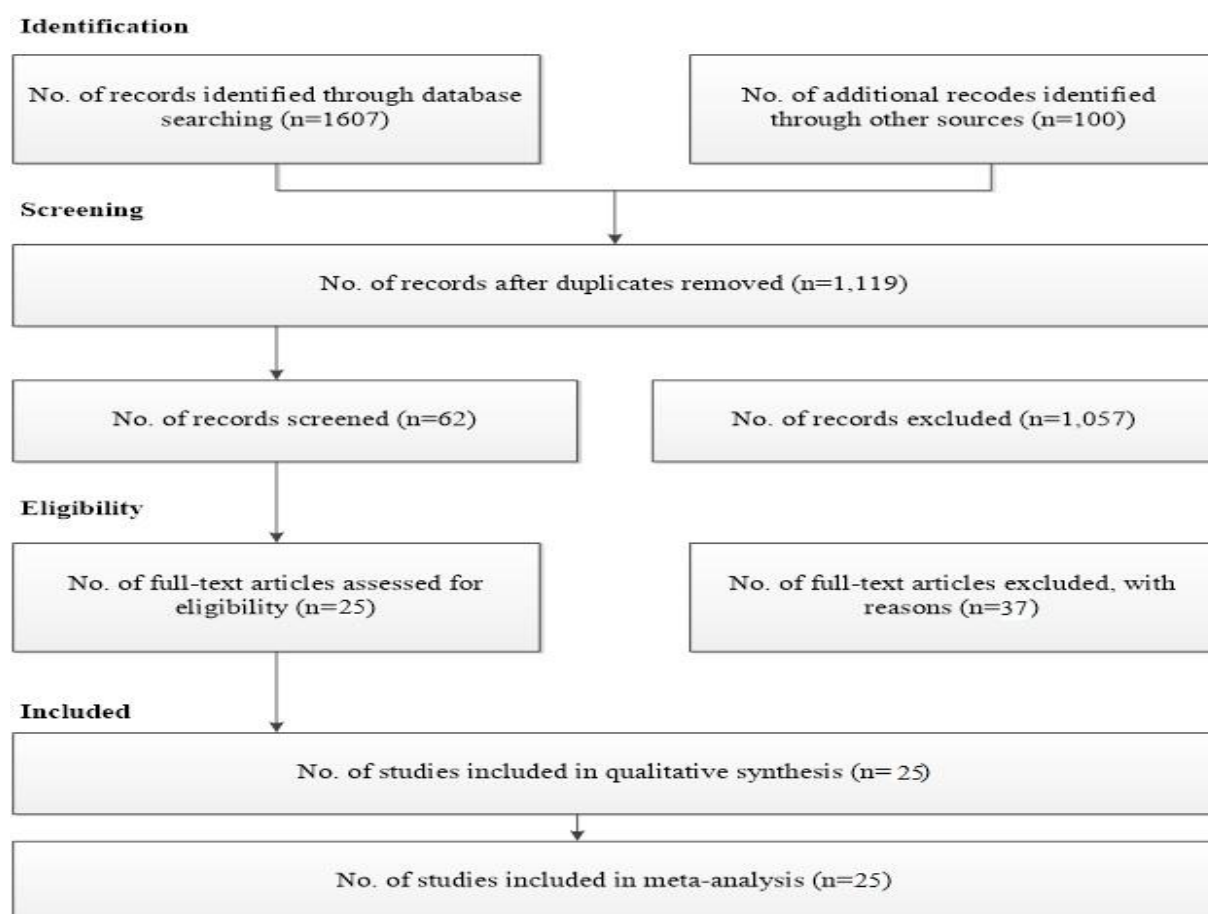 Identification
No. of records identified through database
searching (n=1607)
No. of additional recodes identified
through other sources (n=100)
Screening
No. of records after duplicates removed (n=1,119)
No. of records screened (n=62)
No. of records excluded (n=1,057)
Eligibility
No. of full-text articles assessed for
eligibility (n=25)
No. of full-text articles excluded, with
reasons (n=37)
Included
No. of studies included in qualitative synthesis (n= 25)
No. of studies included in meta-analysis (n=25)